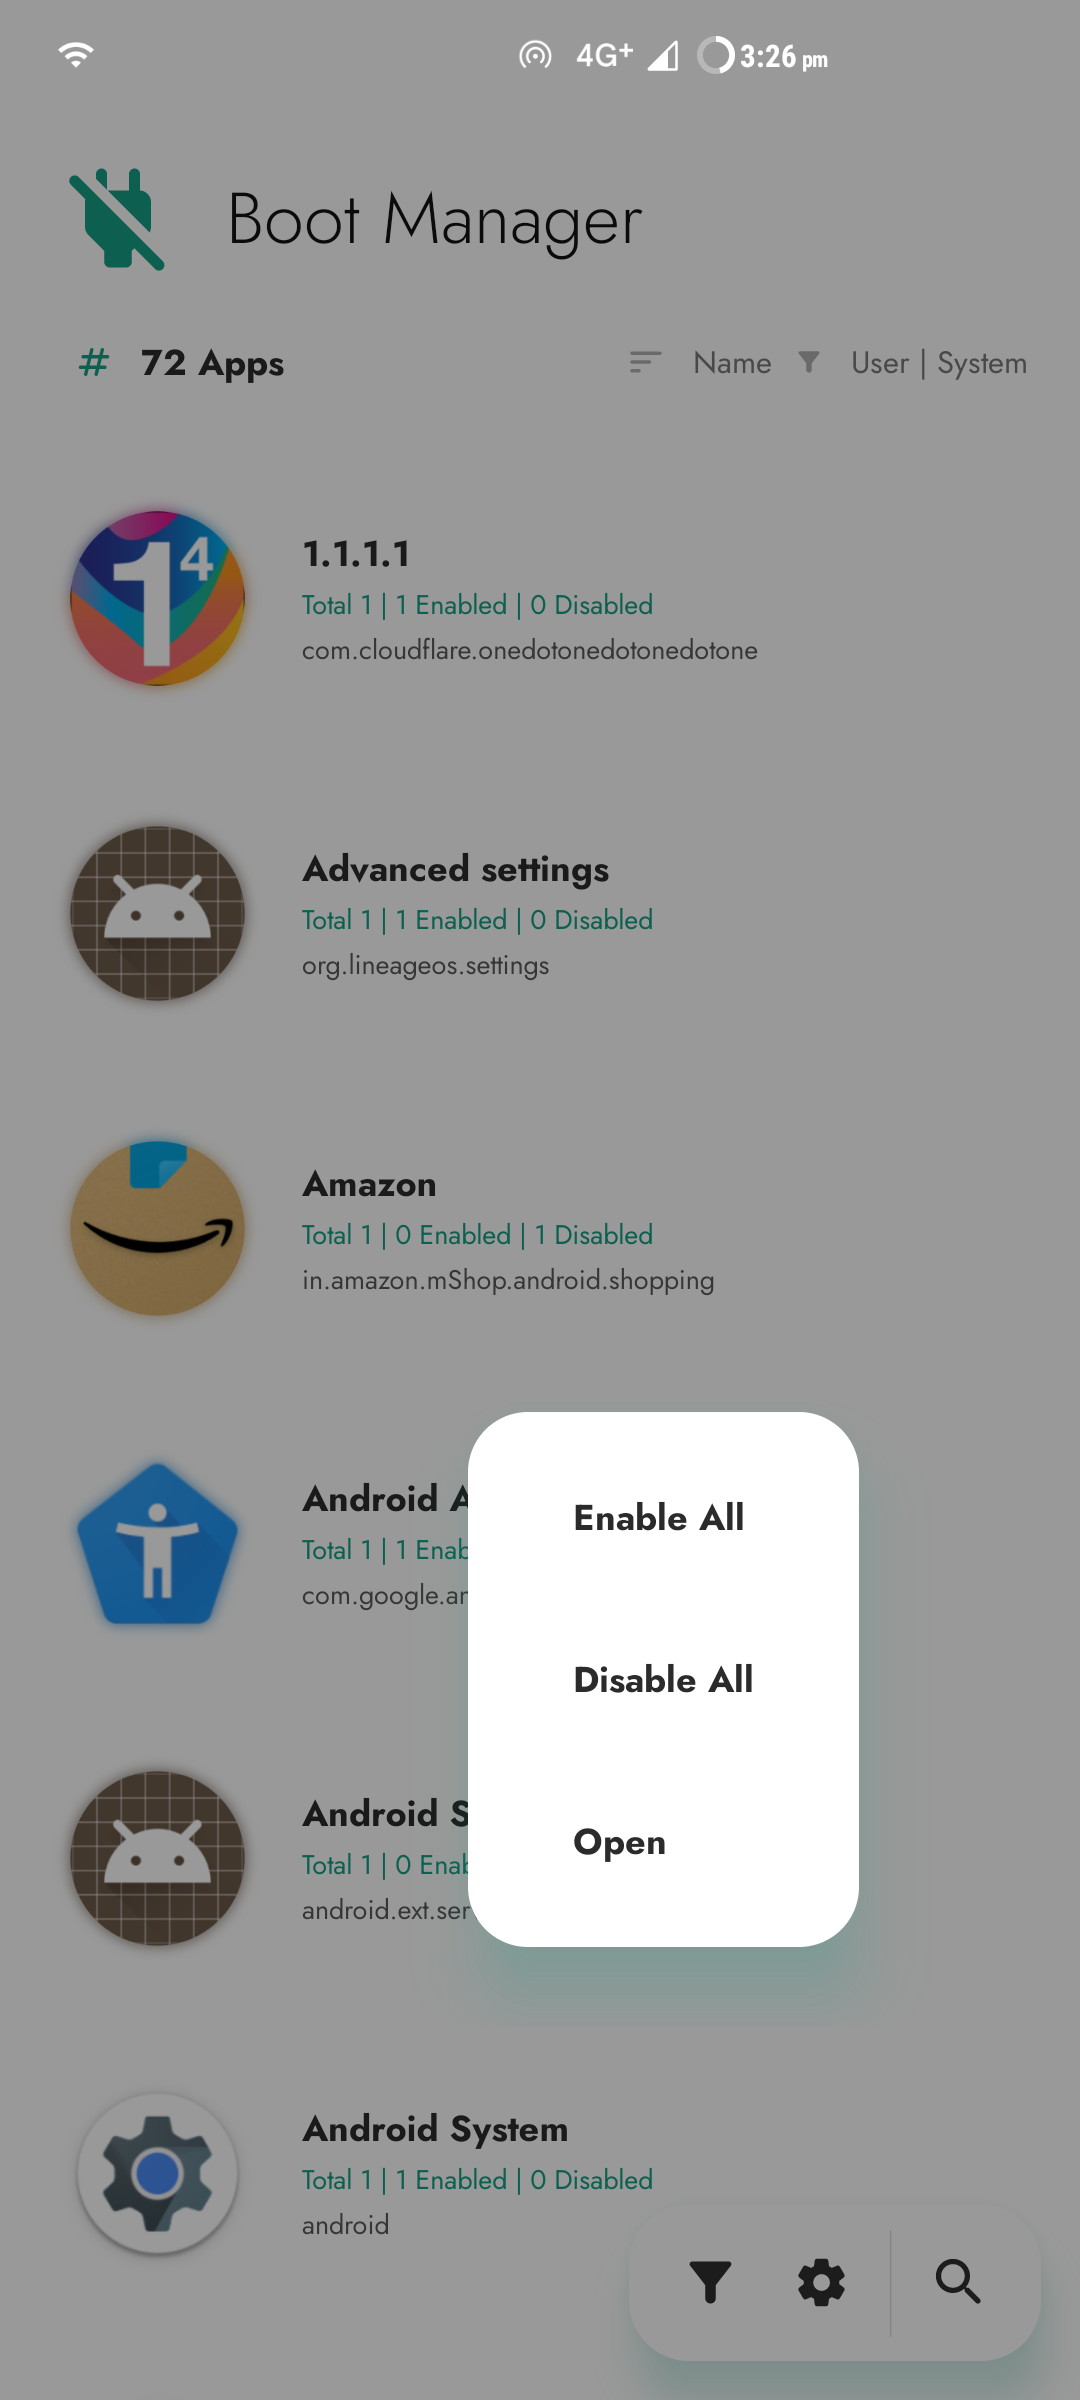 4G+ 3:26 pm
Boot Manager
# 72 Apps Name User | System
1.1.1.1
Total 1 | 1 Enabled | 0 Disabled
com.cloudflare.onedotonedotonedotone
Advanced settings
Total 1 | 1 Enabled | 0 Disabled
org.lineageos.settings
Amazon
Total 1 | 0 Enabled | 1 Disabled
in.amazon.mShop.android.shopping
Android
Total 1 | 1
com.google.
Enable All
Disable All
Open
Android
Total 1 | 0
android.ext.ser
Android System
Total 1 | 1 Enabled | 0 Disabled
android